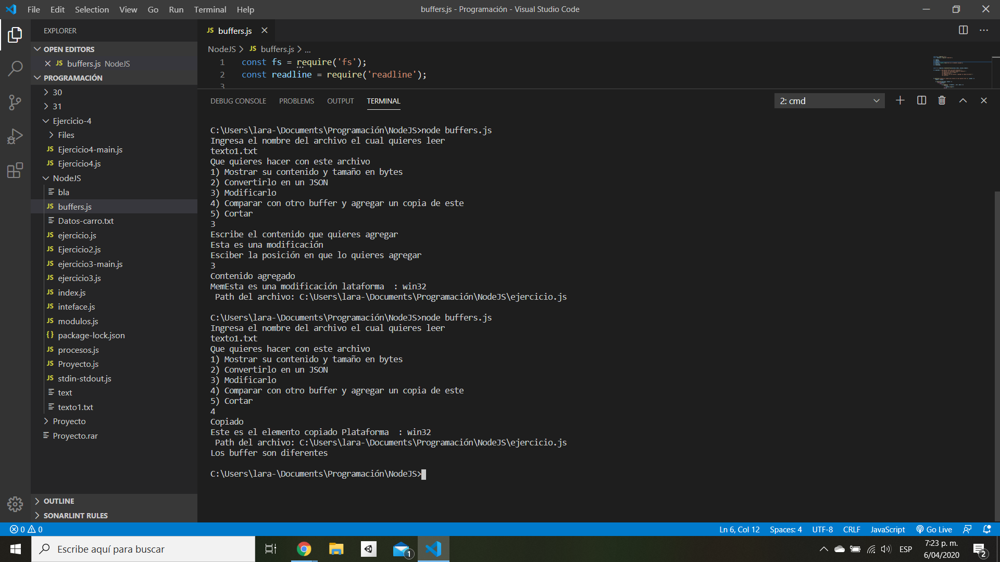 File Edit Selection View Go Run Terminal Help
buffers.js - Programación - Visual Studio Code
EXPLORER
OPEN EDITORS
JS buffers.js NodeJS
PROGRAMACIÓN
30
31
Ejercicio-4
Files
JS Ejercicio4-main.js
JS Ejercicio4.js
NodeJS
bla
JS buffers.js
Datos-carro.txt
JS ejercicio.js
JS Ejercicio2.js
JS ejercicio3-main.js
JS ejercicio3.js
JS index.js
JS inteface.js
JS modulos.js
{} package-lock.json
JS procesos.js
JS Proyecto.js
JS stdin-stdout.js
text
texto1.txt
Proyecto
Proyecto.rar
OUTLINE
SONARLINT RULES
JS buffers.js
NodeJS > JS buffers.js > ...
1 const fs = require('fs');
2 const readline = require('readline');
3
DEBUG CONSOLE PROBLEMS OUTPUT TERMINAL
2: cmd
C:\Users\lara-\Documents\Programación\NodeJS>node buffers.js
Ingresa el nombre del archivo el cual quieres leer
texto1.txt
Que quieres hacer con este archivo
1) Mostrar su contenido y tamaño en bytes
2) Convertirlo en un JSON
3) Modificarlo
4) Comparar con otro buffer y agregar un copia de este
5) Cortar
3
Escribe el contenido que quieres agregar
Esta es una modificación
Esciber la posición en que lo quieres agregar
3
Contenido agregado
MemEsta es una modificación lataforma  : win32
 Path del archivo: C:\Users\lara-\Documents\Programación\NodeJS\ejercicio.js
C:\Users\lara-\Documents\Programación\NodeJS>node buffers.js
Ingresa el nombre del archivo el cual quieres leer
texto1.txt
Que quieres hacer con este archivo
1) Mostrar su contenido y tamaño en bytes
2) Convertirlo en un JSON
3) Modificarlo
4) Comparar con otro buffer y agregar un copia de este
5) Cortar
4
Copiado
Este es el elemento copiado Plataforma  : win32
 Path del archivo: C:\Users\lara-\Documents\Programación\NodeJS\ejercicio.js
Los buffer son diferentes
C:\Users\lara-\Documents\Programación\NodeJS>
0 0
Ln 6, Col 12 Spaces: 4 UTF-8 CRLF JavaScript Go Live
Escribe aquí para buscar
1
ESP
7:23 p. m.
6/04/2020
2